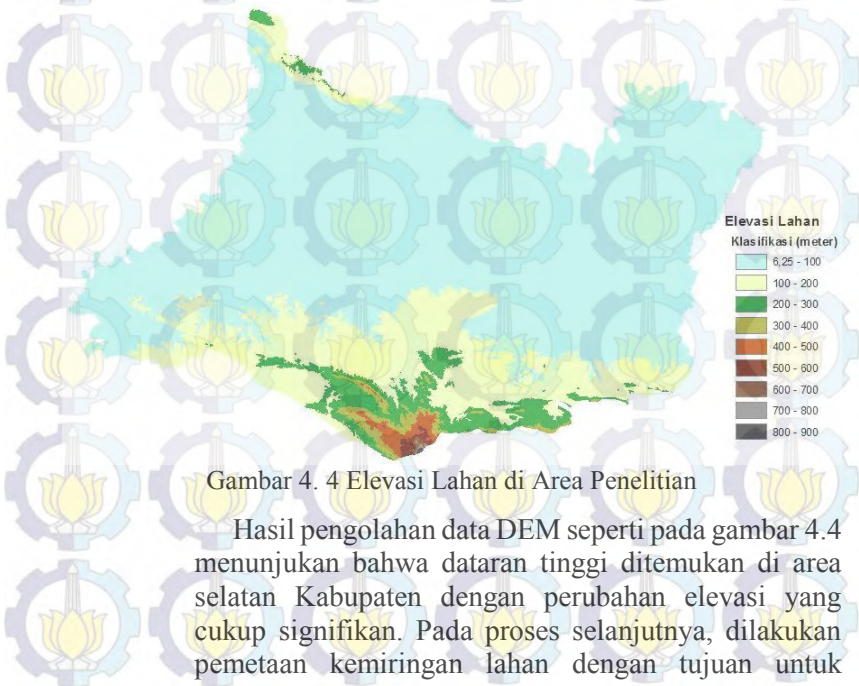 Elevasi Lahan
Klasifikasi (meter)
6,25 - 100
100 - 200
200 - 300
300 - 400
400 - 500
500 - 600
600 - 700
700 - 800
800 - 900
Gambar 4. 4 Elevasi Lahan di Area Penelitian
Hasil pengolahan data DEM seperti pada gambar 4.4
menunjukan bahwa dataran tinggi ditemukan di area
selatan Kabupaten dengan perubahan elevasi yang
cukup signifikan. Pada proses selanjutnya, dilakukan
pemetaan kemiringan lahan dengan tujuan untuk